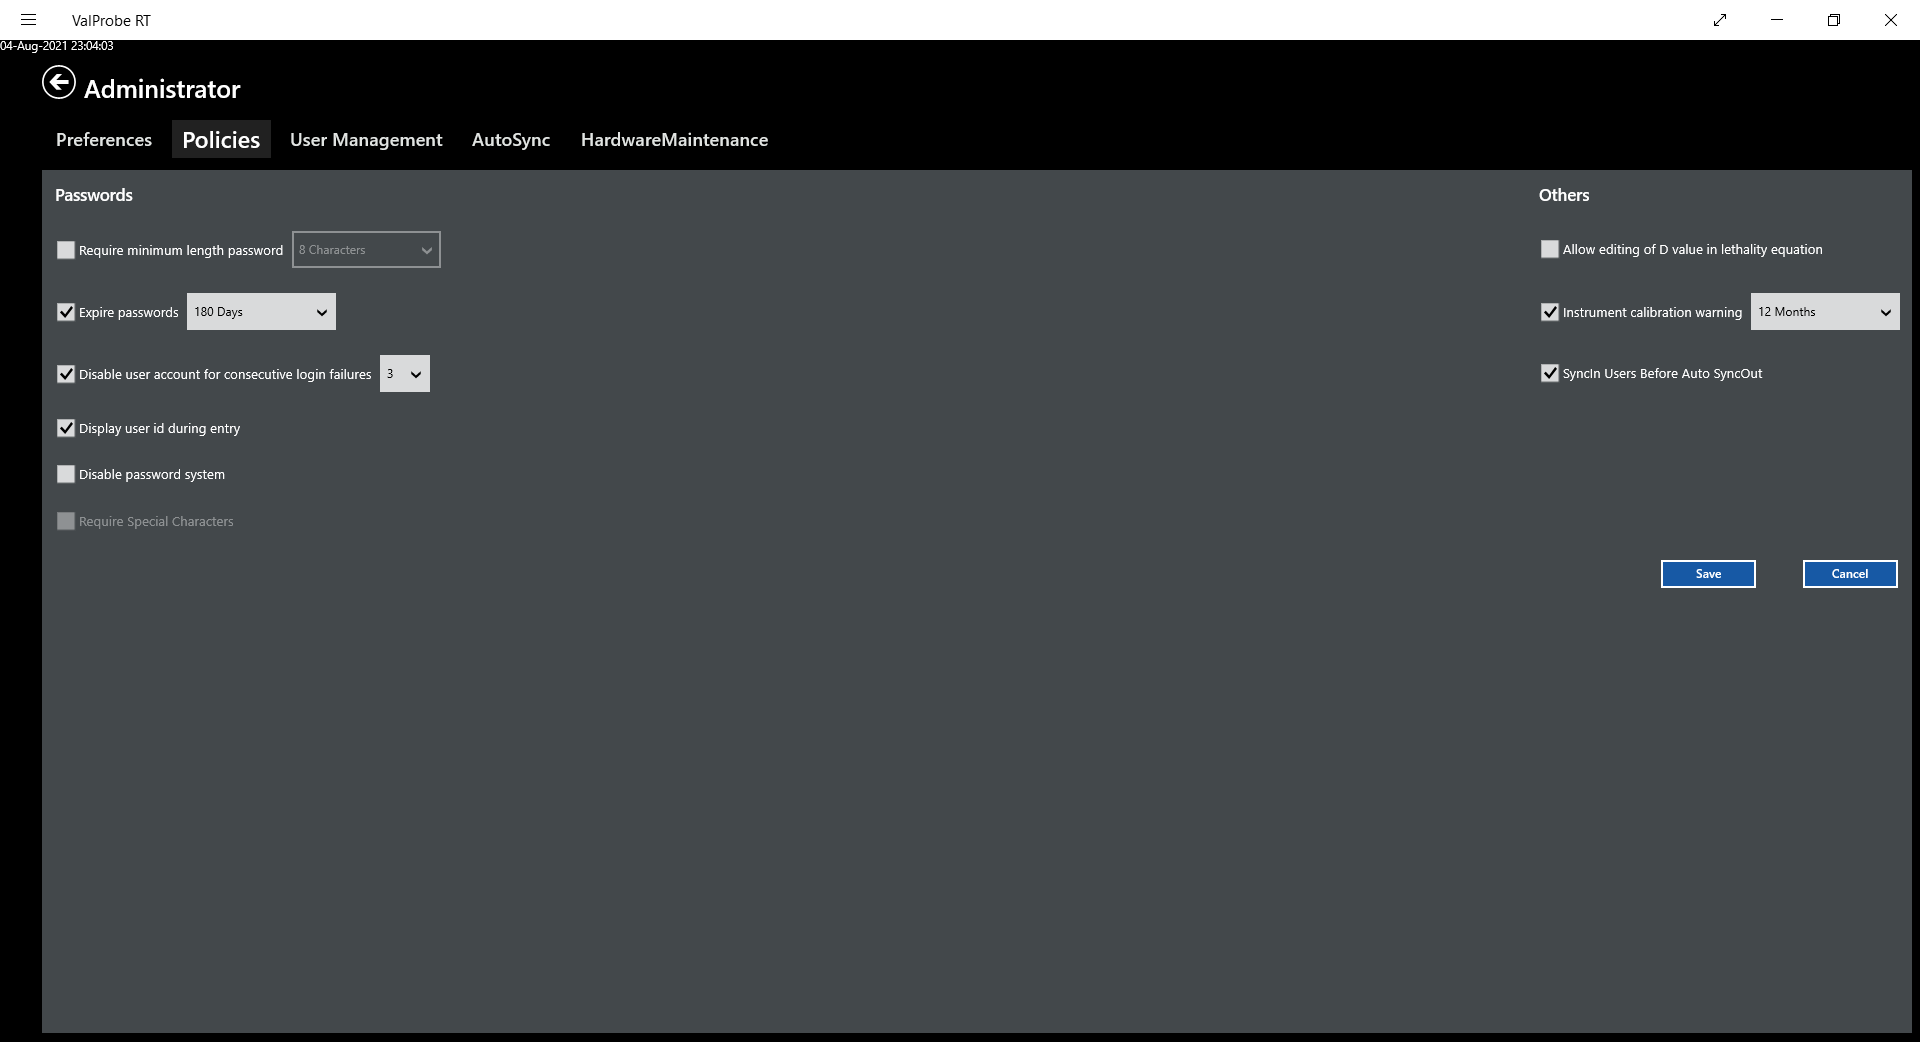 ValProbe RT
04-Aug-2021 23:04:03
Administrator
Preferences Policies User Management AutoSync HardwareMaintenance
Passwords
Require minimum length password 8 Characters
Expire passwords 180 Days
Disable user account for consecutive login failures 3
Display user id during entry
Disable password system
Require Special Characters
Others
Allow editing of D value in lethality equation
Instrument calibration warning 12 Months
SyncIn Users Before Auto SyncOut
Save Cancel